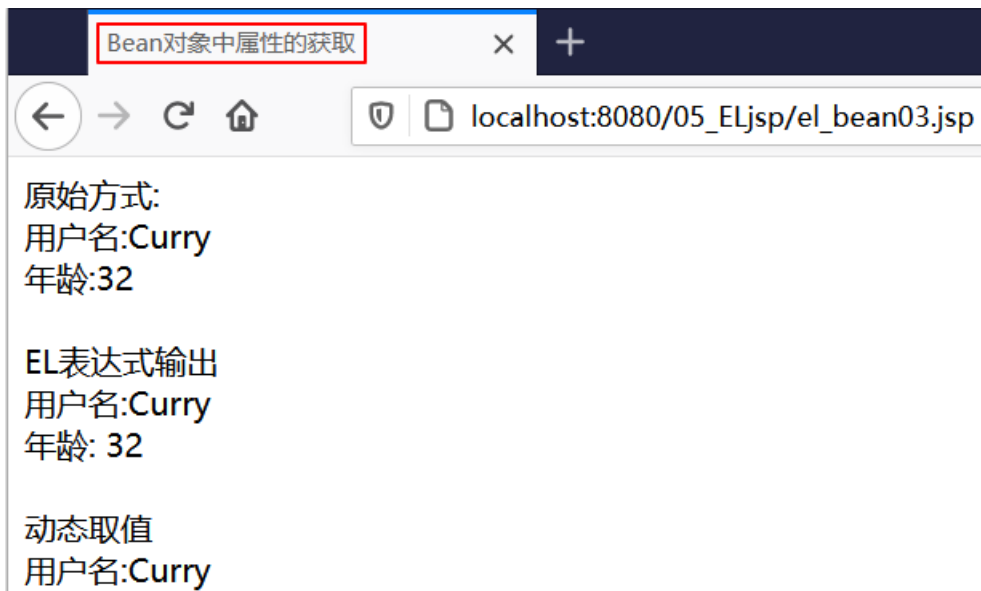 Bean对象中属性的获取
localhost:8080/05_ELjsp/el_bean03.jsp
原始方式:
用户名:Curry
年龄:32
EL表达式输出
用户名:Curry
年龄: 32
动态取值
用户名:Curry